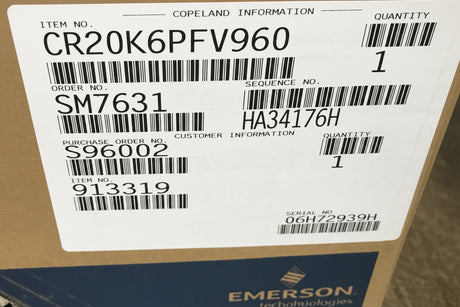 COPELAND INFORMATION
ITEM NO.
QUANTITY
CR20K6PFV960
1
ORDER NO.
SEQUENCE NO.
SM7631
HA34176H
PURCHASE ORDER NO.
CUSTOMER INFORMATION
QUANTITY
S96002
1
ITEM NO.
913319
SERIAL NO.
06H72939H
EMERSON
technologies